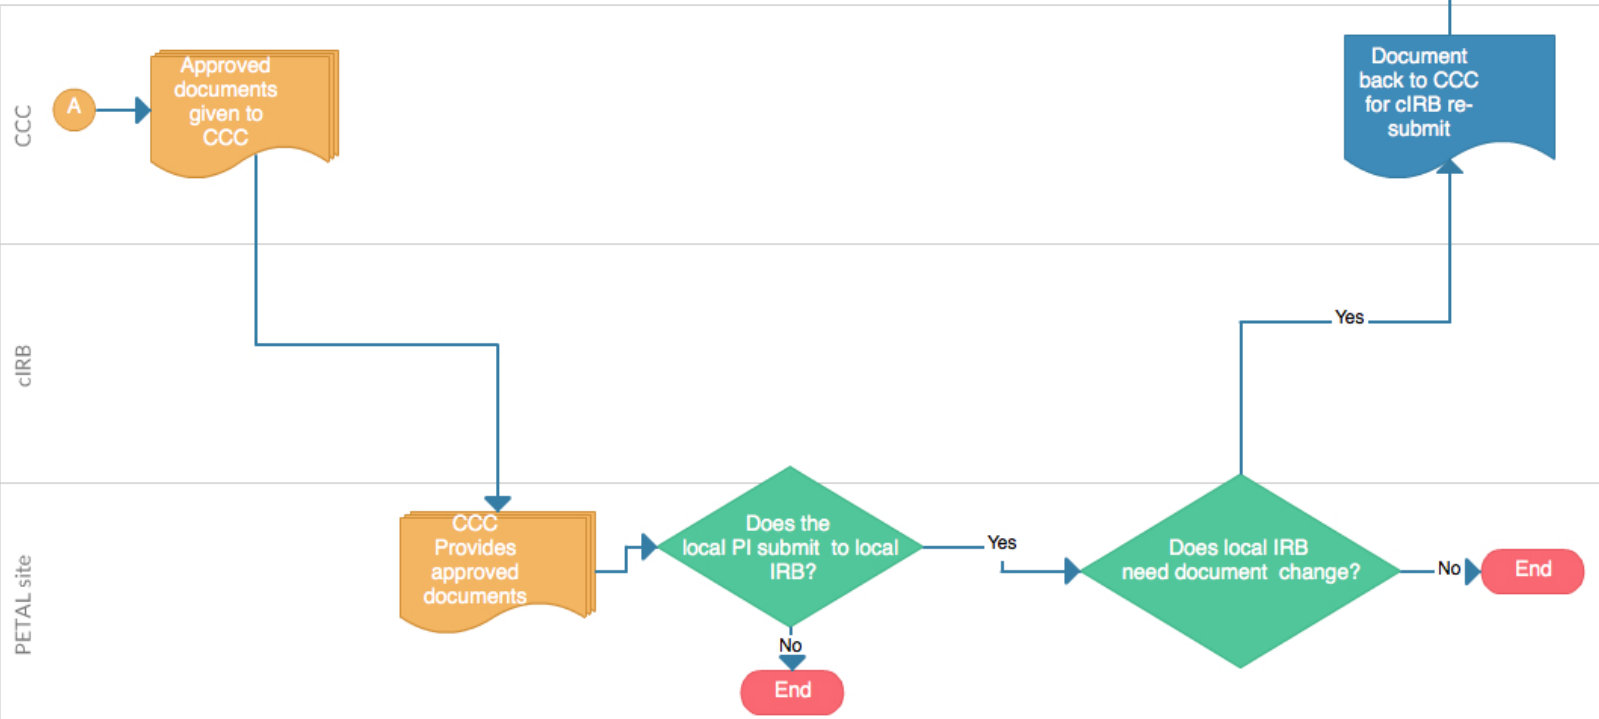 CCC
A
Approved
documents
given to
CCC
Document
back to CCC
for cIRB re-
submit
cIRB
Yes
PETAL site
CCC
Provides
approved
documents
Does the
local PI submit  to local
IRB?
Yes
Does local IRB
need document  change?
No
End
No
End